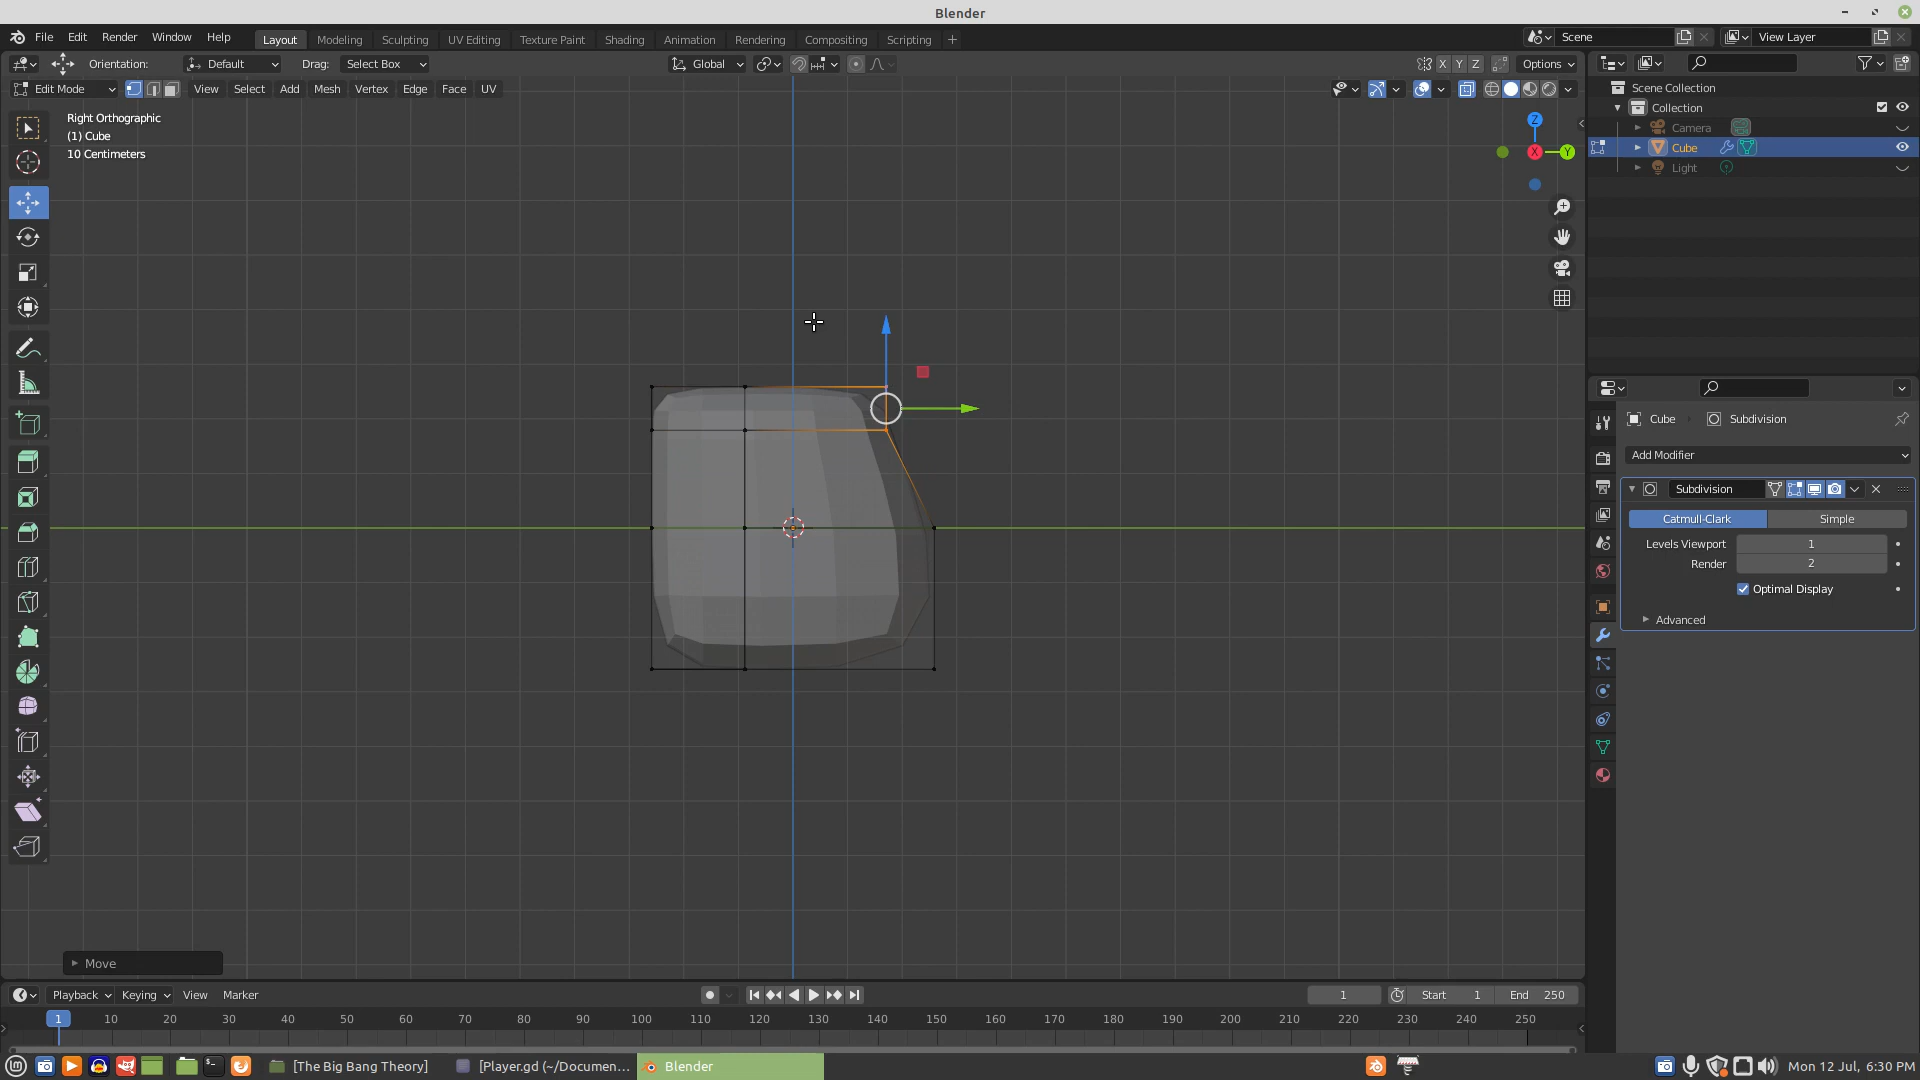 Blender
File Edit Render Window Help Layout Modeling Sculpting UV Editing Texture Paint Shading Animation Rendering Compositing Scripting + Scene View Layer
Orientation: Default Drag: Select Box Global X Y Z Options
Edit Mode View Select Add Mesh Vertex Edge Face UV
Right Orthographic
(1) Cube
10 Centimeters
Z
X
Y
Scene Collection
Collection
Camera
Cube
Light
Cube Subdivision
Add Modifier
Subdivision
Catmull-Clark Simple
Levels Viewport 1
Render 2
Optimal Display
Advanced
Move
Playback Keying View Marker 1 Start 1 End 250
1 10 20 30 40 50 60 70 80 90 100 110 120 130 140 150 160 170 180 190 200 210 220 230 240 250
[The Big Bang Theory] [Player.gd (~/Documen... Blender Mon 12 Jul, 6:30 PM